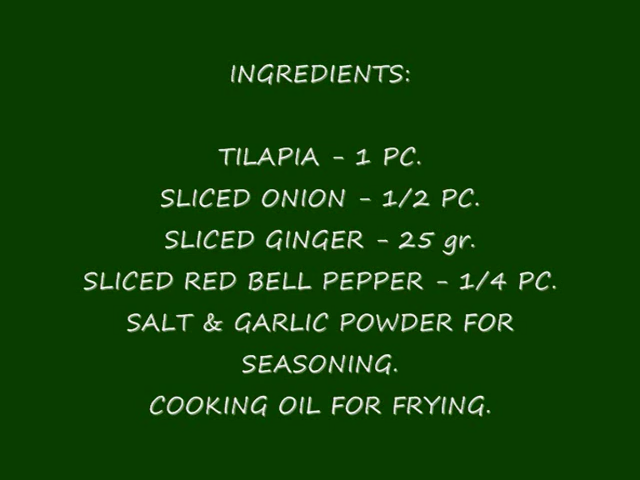 INGREDIENTS:
TILAPIA - 1 PC.
SLICED ONION - 1/2 PC.
SLICED GINGER - 25 gr.
SLICED RED BELL PEPPER - 1/4 PC.
SALT & GARLIC POWDER FOR
SEASONING.
COOKING OIL FOR FRYING.